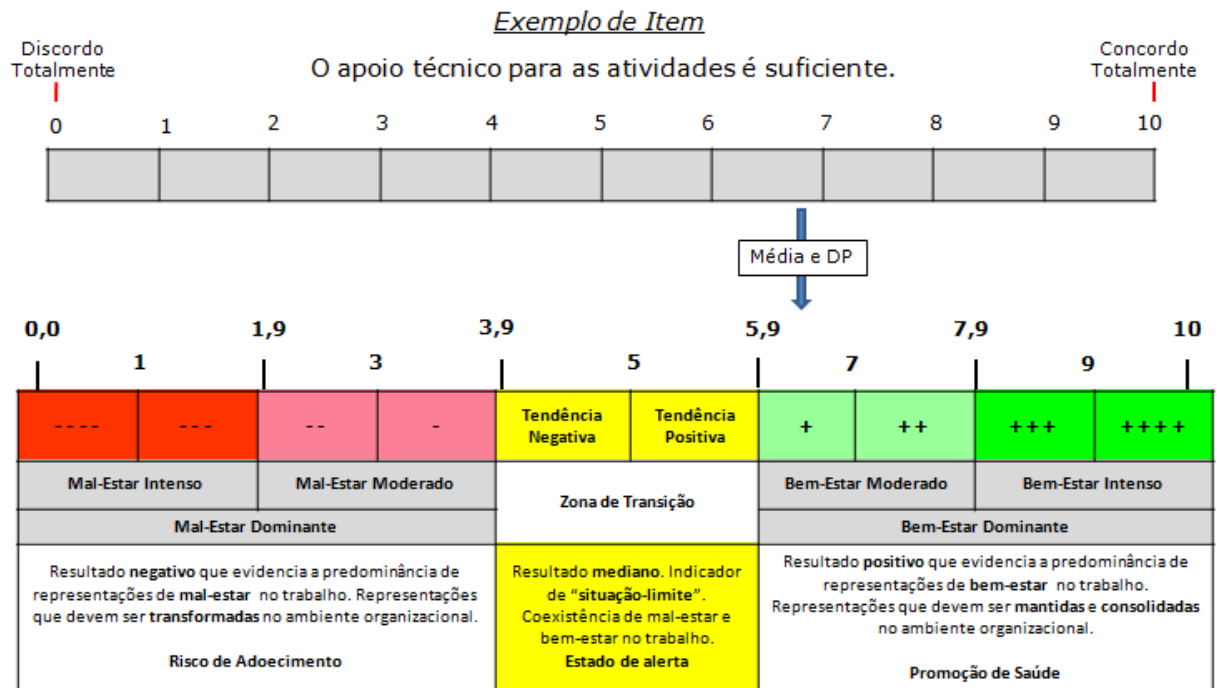 Exemplo de Item
Discordo
Totalmente
O apoio técnico para as atividades é suficiente.
Concordo
Totalmente
0 1 2 3 4 5 6 7 8 9 10
Média e DP
0,0 1,9 3,9 5,9 7,9 10
1 3 5 7 9
---- --- -- - Tendência Negativa Tendência Positiva + ++ +++ ++++
Mal-Estar Intenso Mal-Estar Moderado Zona de Transição Bem-Estar Moderado Bem-Estar Intenso
Mal-Estar Dominante Bem-Estar Dominante
Resultado negativo que evidencia a predominância de
representações de mal-estar no trabalho. Representações
que devem ser transformadas no ambiente organizacional.
Risco de Adoecimento
Resultado mediano. Indicador
de “situação-limite”.
Coexistência de mal-estar e
bem-estar no trabalho.
Estado de alerta
Resultado positivo que evidencia a predominância de
representações de bem-estar no trabalho.
Representações que devem ser mantidas e consolidadas
no ambiente organizacional.
Promoção de Saúde